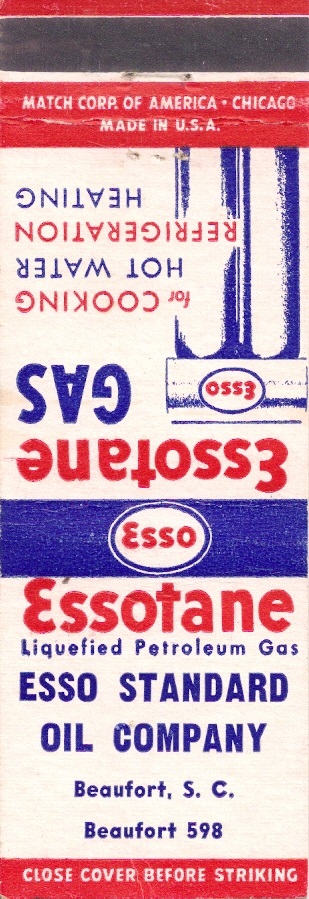 MATCH CORP. OF AMERICA · CHICAGO
MADE IN U.S.A.
Essotane
GAS
for COOKING
HOT WATER
REFRIGERATION
HEATING
Esso
Esso
Essotane
Liquefied Petroleum Gas
ESSO STANDARD
OIL COMPANY
Beaufort, S. C.
Beaufort 598
CLOSE COVER BEFORE STRIKING